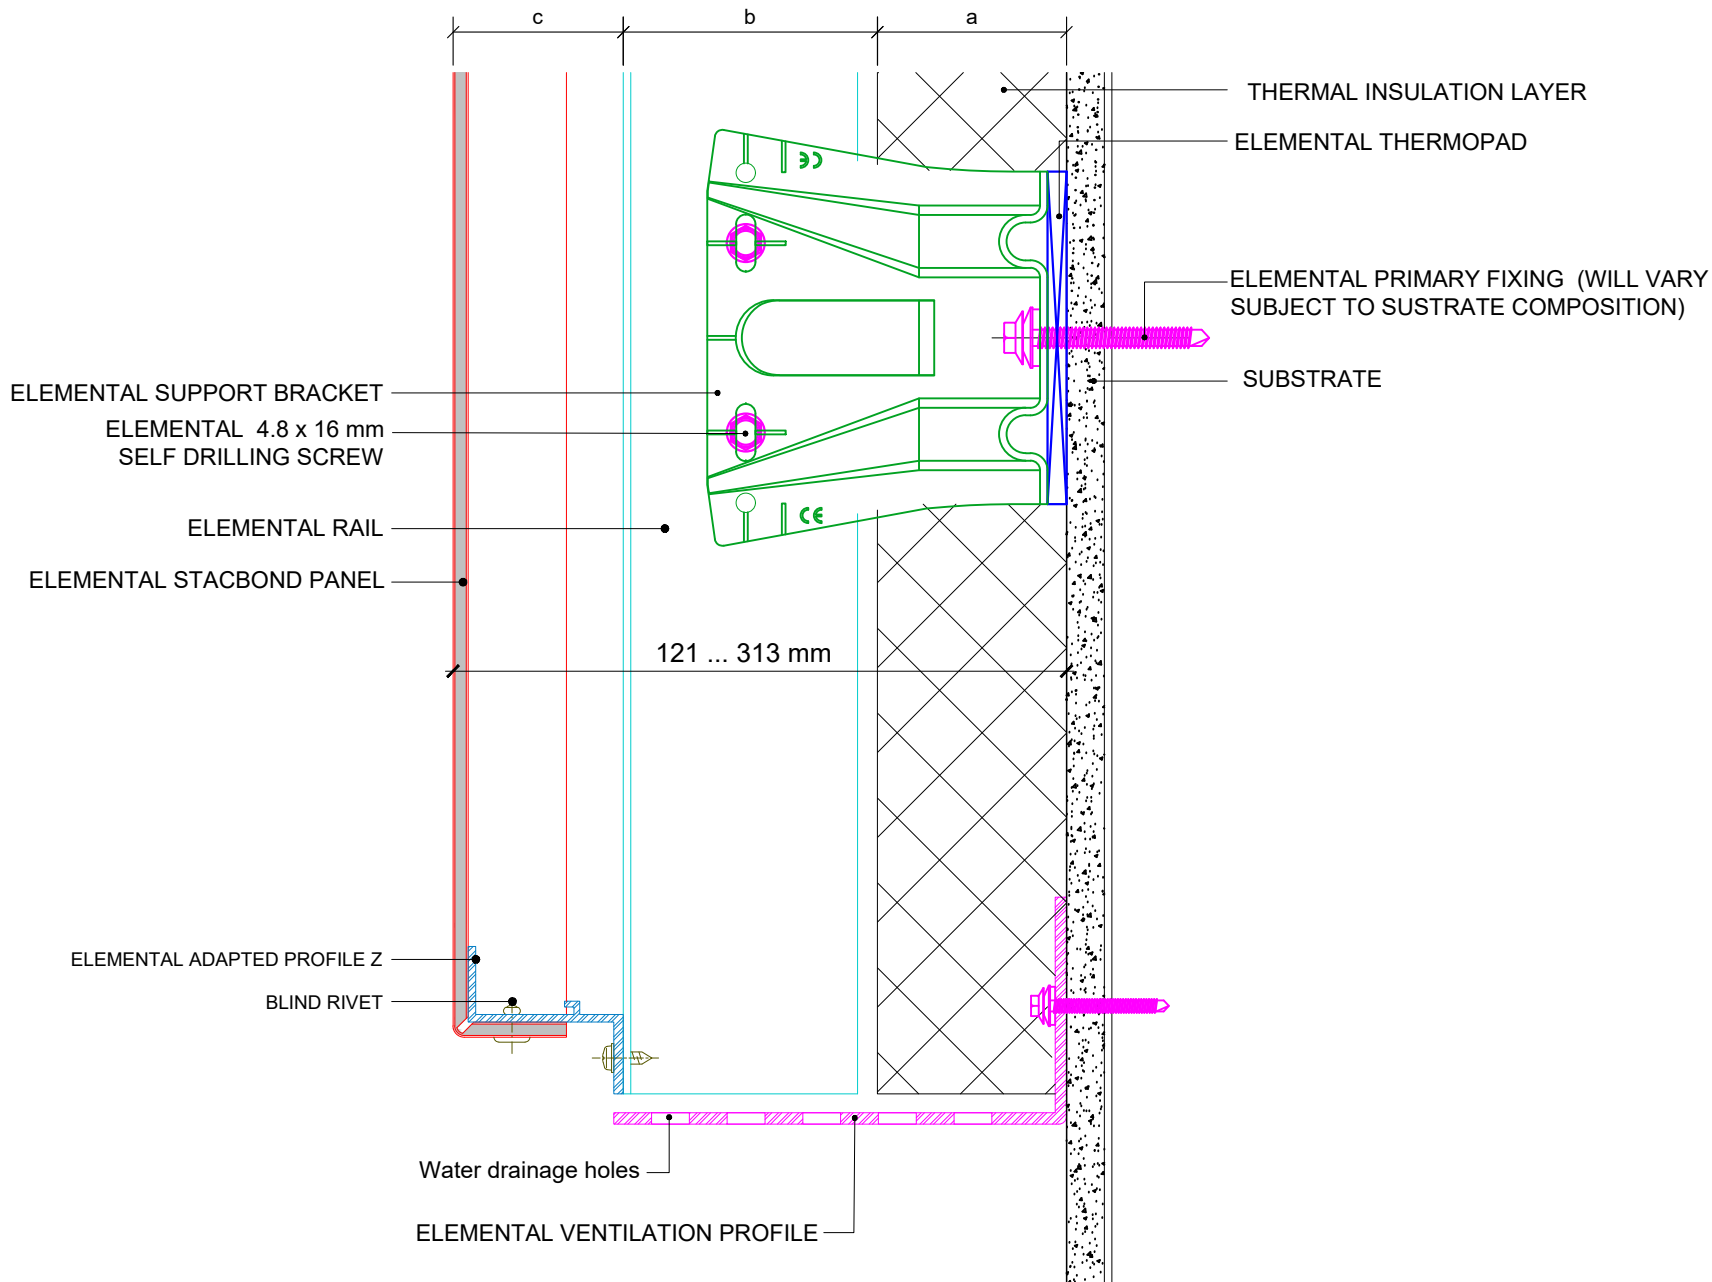 c
b
a
THERMAL INSULATION LAYER
ELEMENTAL THERMOPAD
CE
ELEMENTAL PRIMARY FIXING (WILL VARY
SUBJECT TO SUSTRATE COMPOSITION)
SUBSTRATE
ELEMENTAL SUPPORT BRACKET
ELEMENTAL 4.8 x 16 mm
SELF DRILLING SCREW
CE
ELEMENTAL RAIL
ELEMENTAL STACBOND PANEL
121 ... 313 mm
ELEMENTAL ADAPTED PROFILE Z
BLIND RIVET
Water drainage holes
ELEMENTAL VENTILATION PROFILE